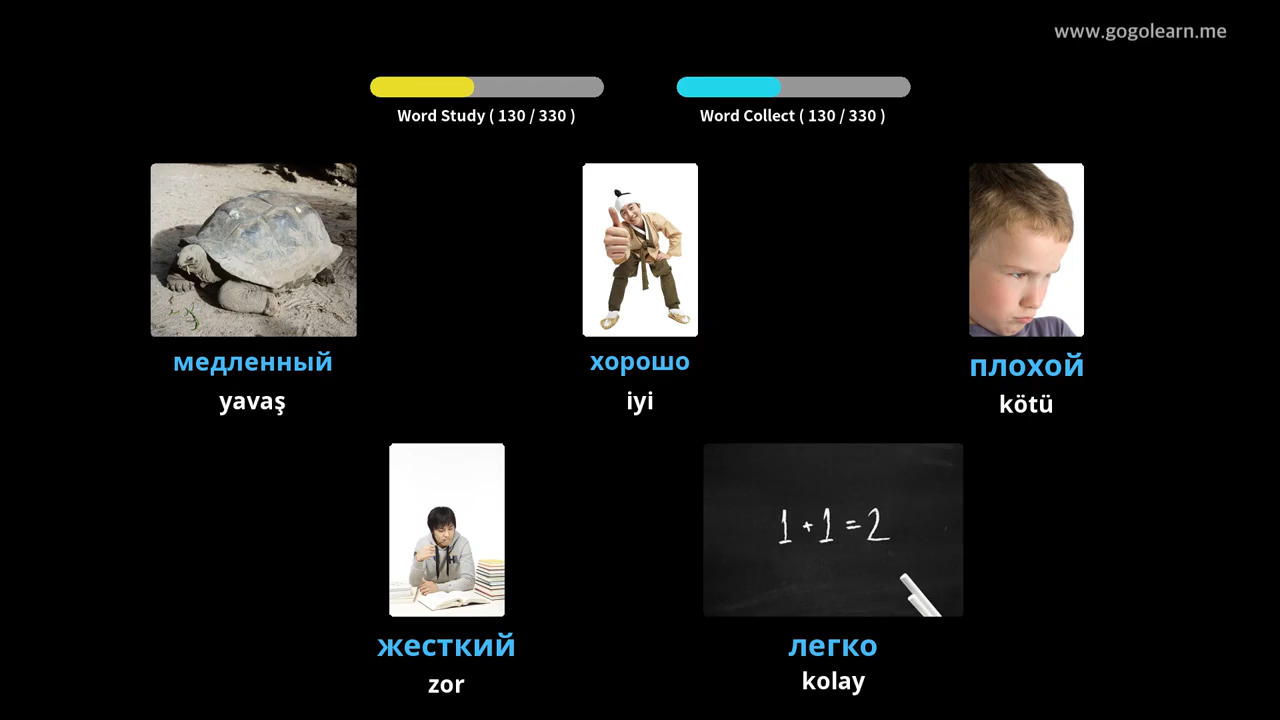 www.gogolearn.me
Word Study ( 130 / 330 )
Word Collect ( 130 / 330 )
медленный
yavaş
хорошо
iyi
плохой
kötü
1 + 1 = 2
жесткий
zor
легко
kolay